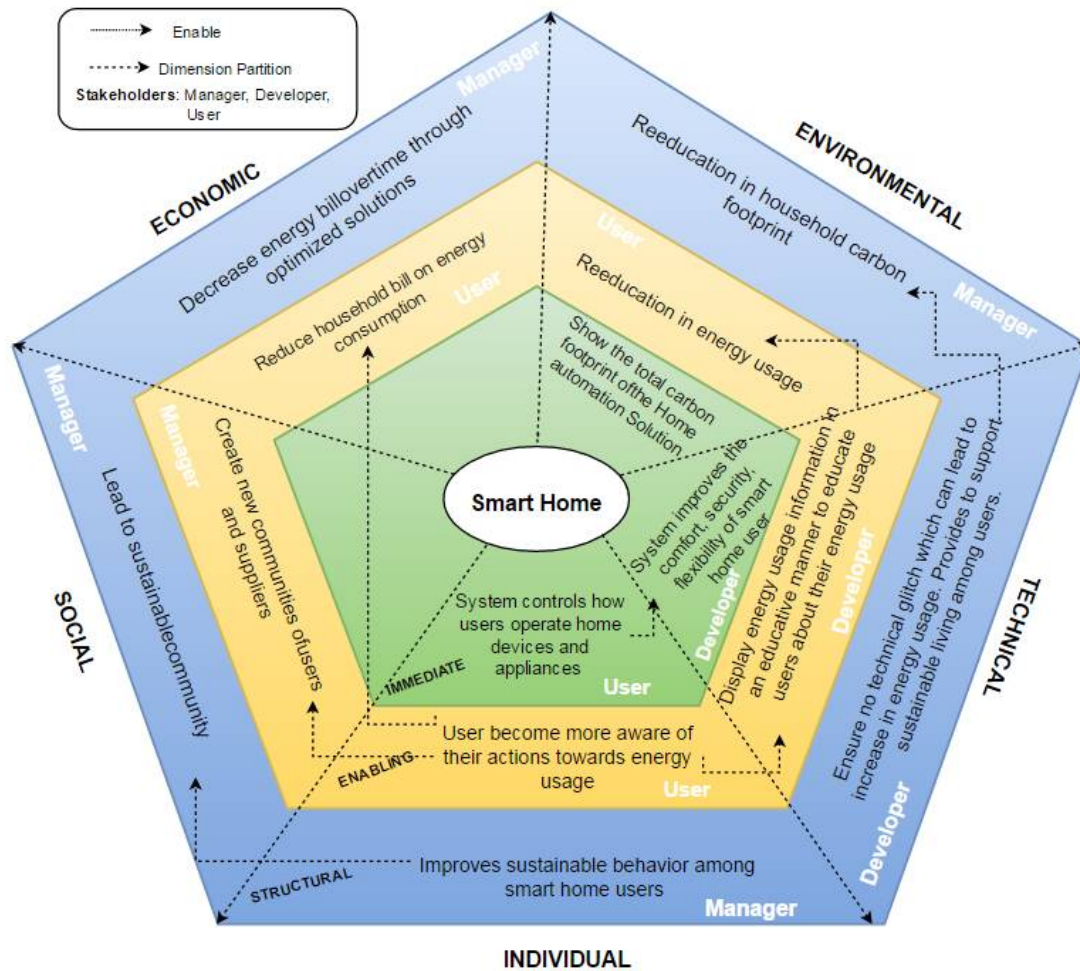 Enable
Dimension Partition
Stakeholders: Manager, Developer,
User
ECONOMIC
ENVIRONMENTAL
SOCIAL
TECHNICAL
INDIVIDUAL
Manager
Decrease energy billovertime through
optimized solutions
Reeducation in household carbon
footprint
Manager
User
Reduce household bill on energy
consumption
User
Reeducation in energy usage
Show the total carbon
footprint ofthe Home
automation Solution
Smart Home
System improves the
comfort, security,
flexibility of smart
home user
Developer
System controls how
users operate home
devices and
appliances
User
IMMEDIATE
Manager
Lead to sustainablecommunity
Manager
Create new communities ofusers
and suppliers
Display energy usage information in
an educative manner to educate
users about their energy usage
Developer
Ensure no technical glitch which can lead to
increase in energy usage. Provides to support
sustainable living among users.
Developer
User become more aware of
their actions towards energy
usage
User
ENABLING
Improves sustainable behavior among
smart home users
Manager
STRUCTURAL